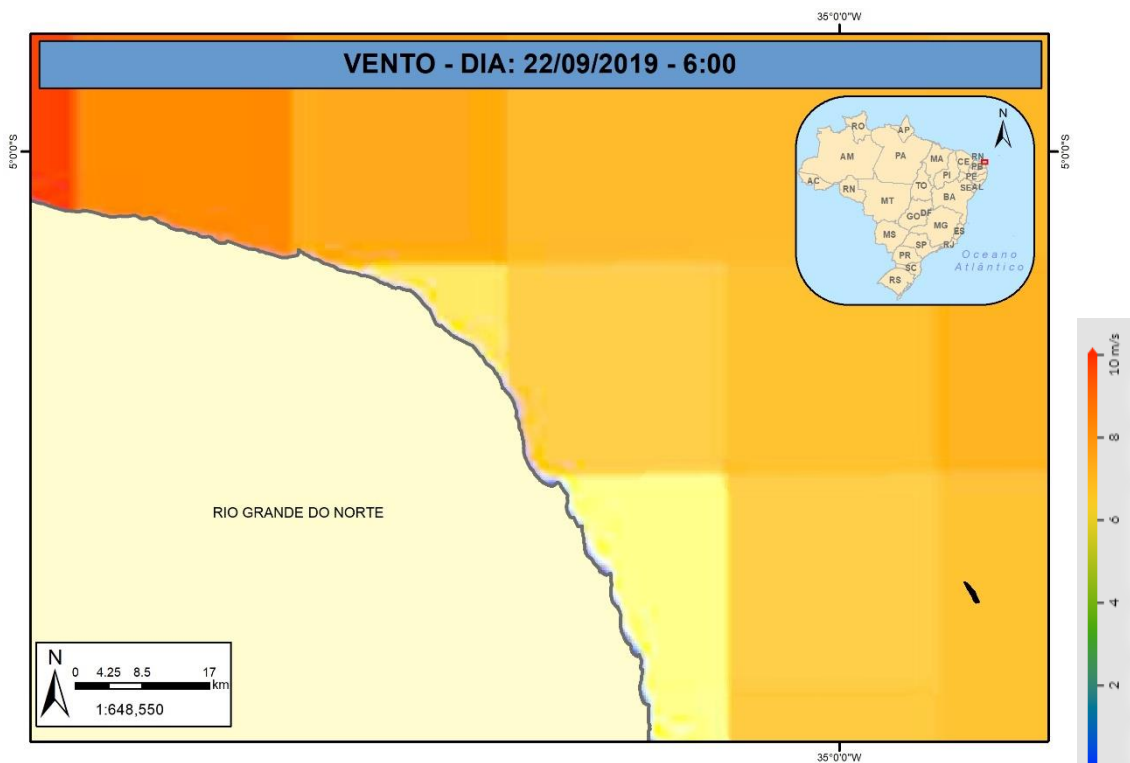 35°0'0"W
VENTO - DIA: 22/09/2019 - 6:00
5°0'0"S
5°0'0"S
N
RO
AP
AM
PA
MA
CE
RN
PB
PI
PE
AC
RN
TO
SE
AL
MT
BA
GO
DF
MG
MS
ES
SP
RJ
PR
SC
RS
Oceano
Atlântico
10 m/s
8
6
4
2
RIO GRANDE DO NORTE
N
0 4.25 8.5 17
km
1:648,550
35°0'0"W